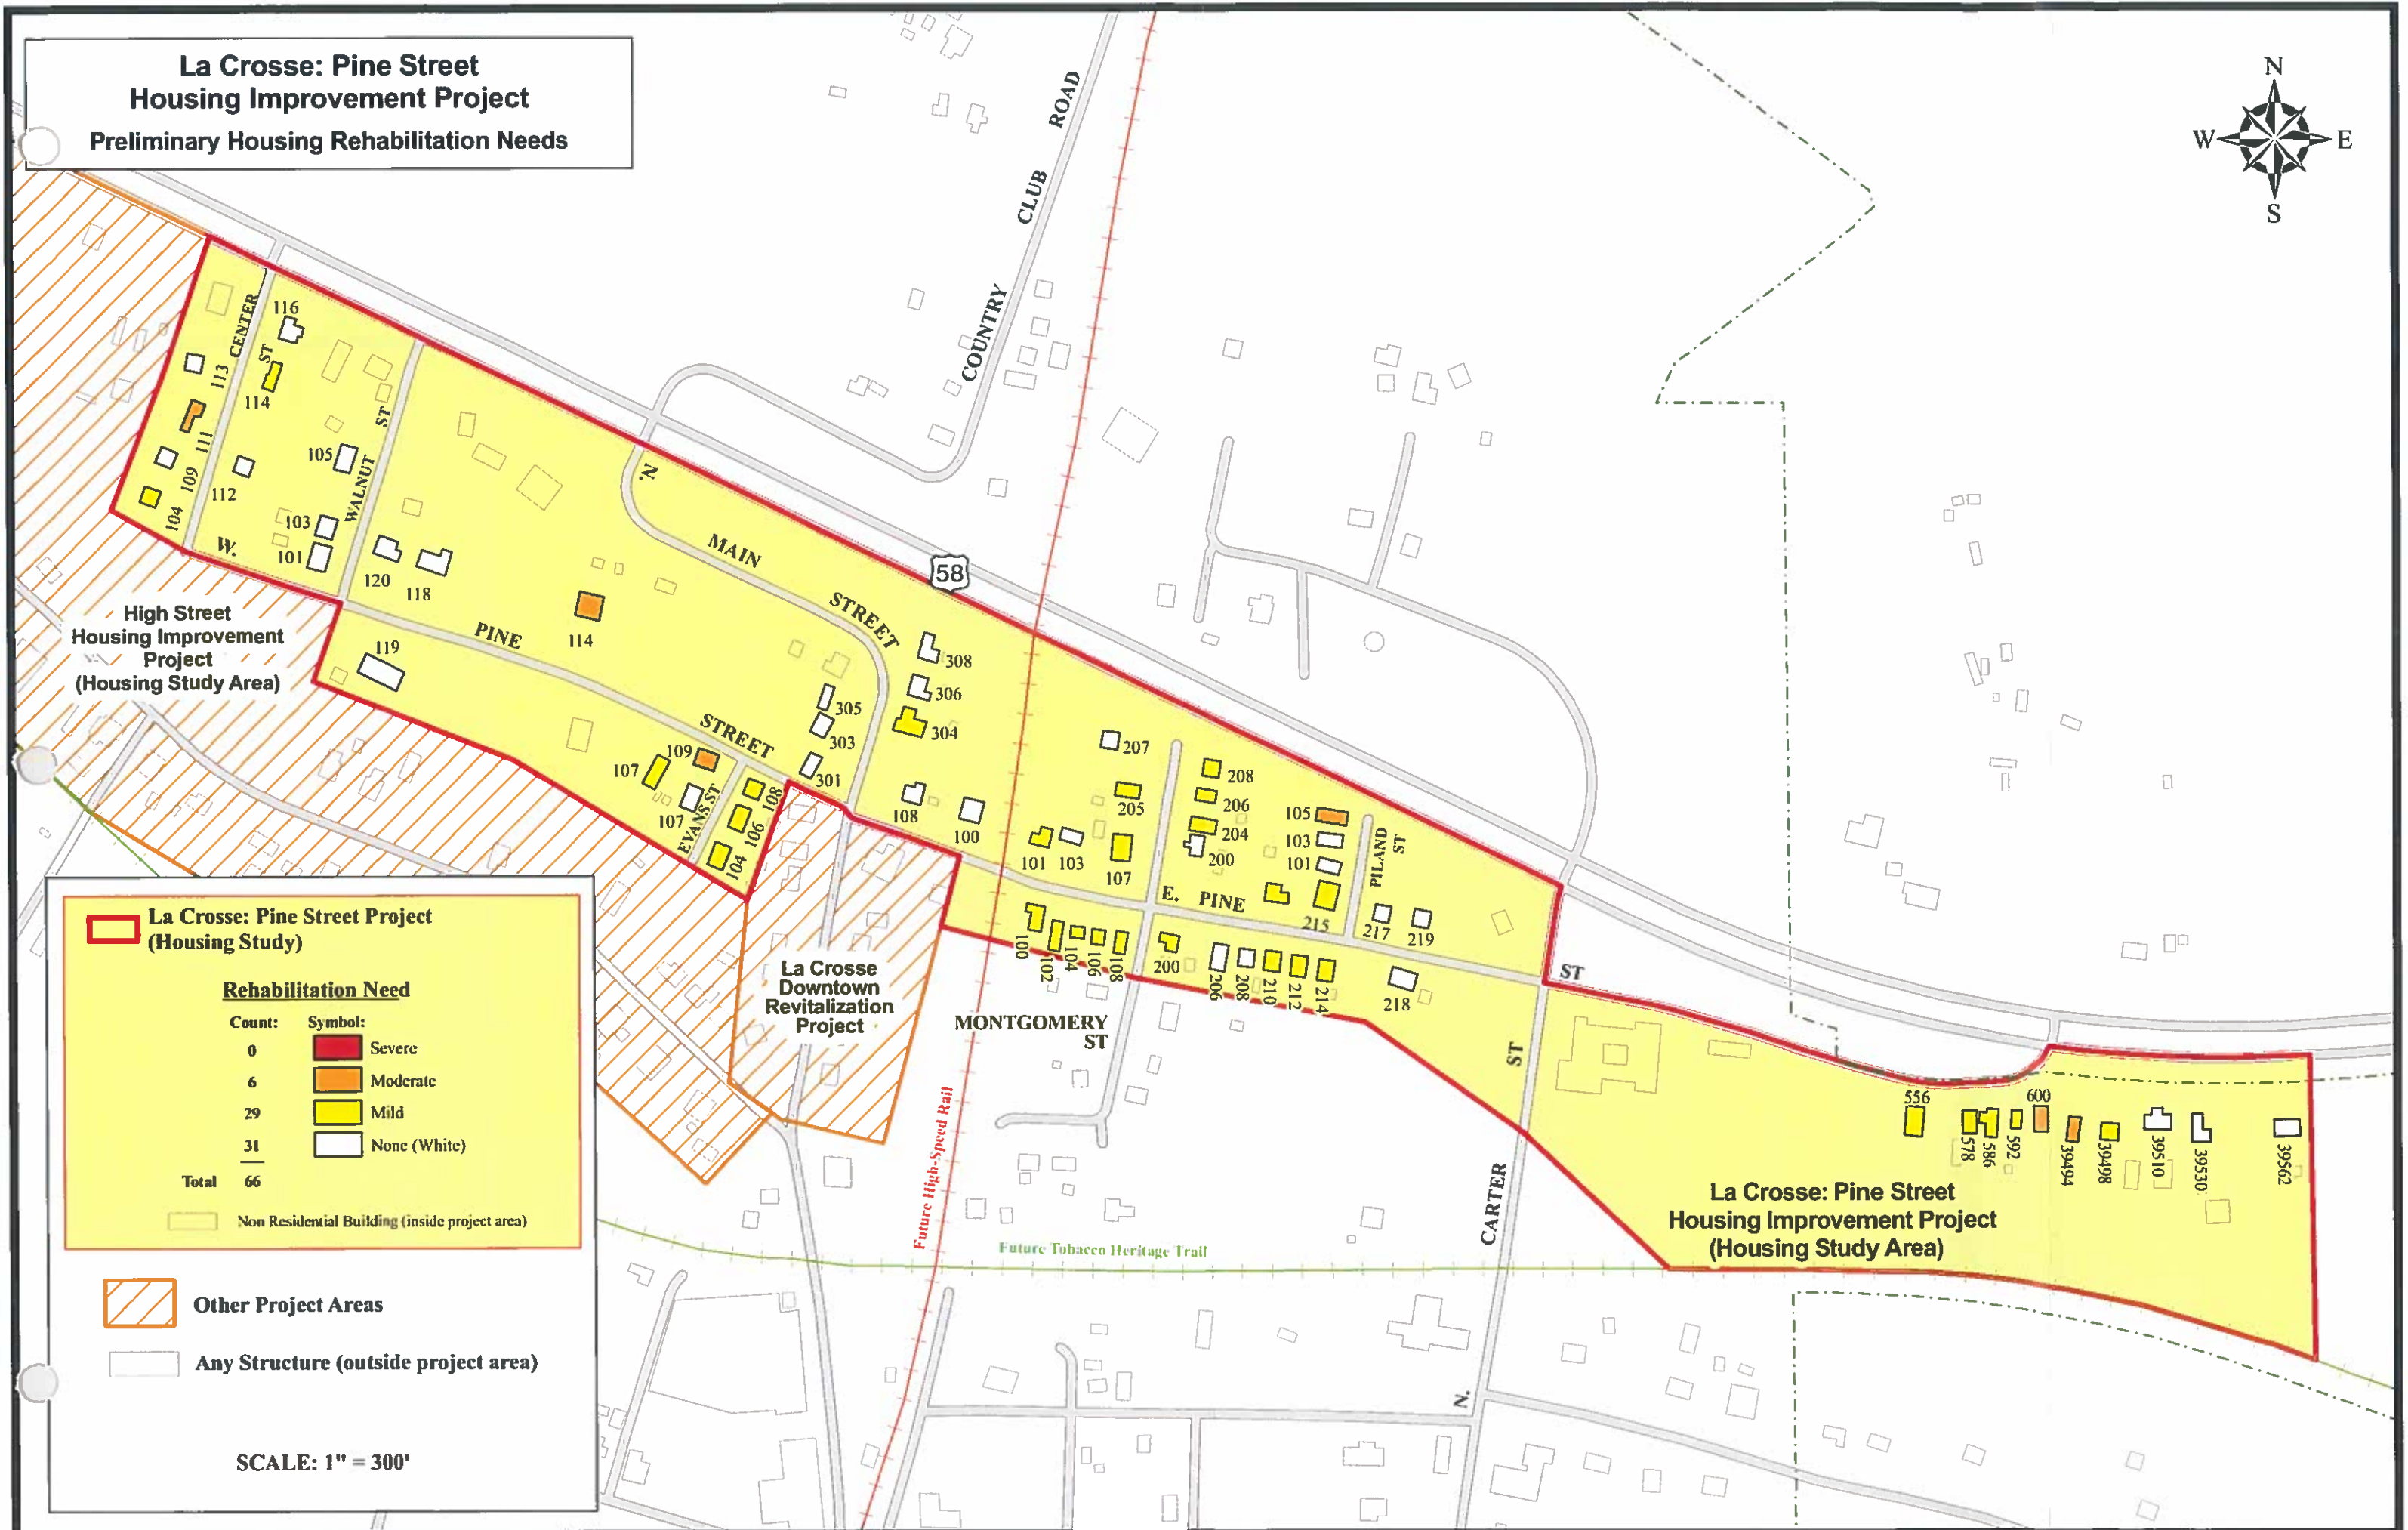 La Crosse: Pine Street
Housing Improvement Project
Preliminary Housing Rehabilitation Needs
N
W
E
S
COUNTRY CLUB ROAD
58
CENTER ST
116
113
114
111
109
112
104
WALNUT ST
105
103
101
120
118
W. PINE STREET
119
114
N. MAIN STREET
308
306
304
305
303
301
109
107
107
EVANS ST
108
106
104
108
100
101
103
107
207
205
208
206
204
200
105
103
101
PILAND ST
E. PINE ST
215
217
219
100
102
104
106
108
200
206
208
210
212
214
218
MONTGOMERY
ST
N. CARTER ST
556
578
586
592
600
39494
39498
39510
39530
39562
High Street
Housing Improvement
Project
(Housing Study Area)
La Crosse
Downtown
Revitalization
Project
La Crosse: Pine Street
Housing Improvement Project
(Housing Study Area)
Future High-Speed Rail
Future Tobacco Heritage Trail
La Crosse: Pine Street Project
(Housing Study)
Rehabilitation Need
Count: Symbol:
0 Severe
6 Moderate
29 Mild
31 None (White)
Total 66
Non Residential Building (inside project area)
Other Project Areas
Any Structure (outside project area)
SCALE: 1" = 300'